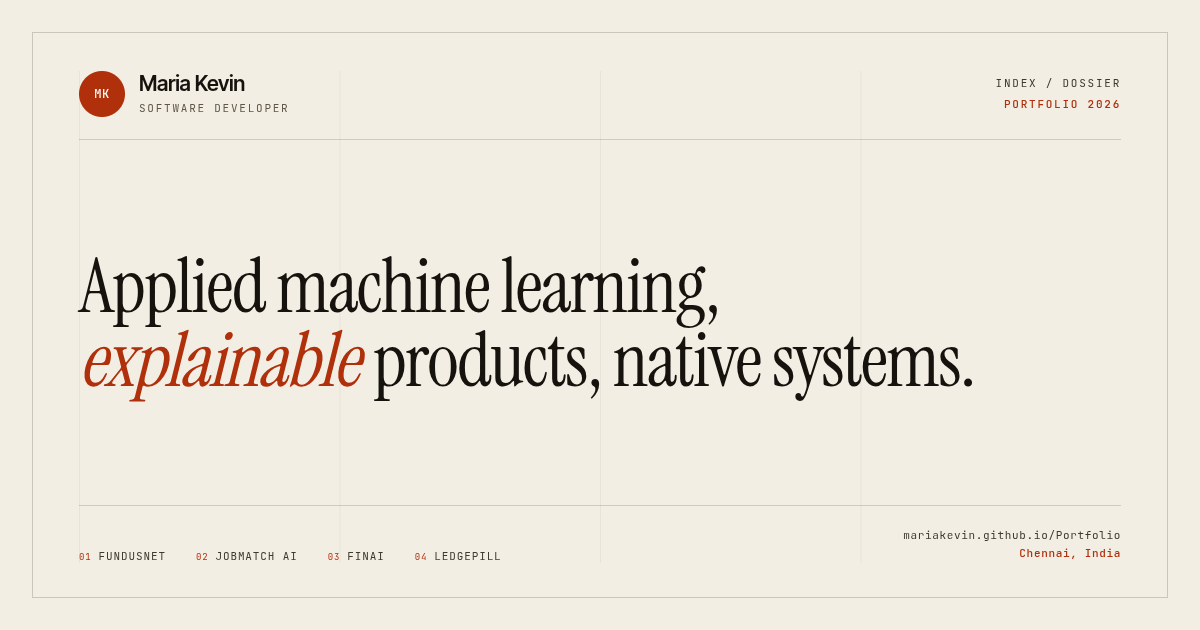 MK
Maria Kevin
SOFTWARE DEVELOPER
INDEX / DOSSIER
PORTFOLIO 2026
Applied machine learning,
explainable products, native systems.
01 FUNDUSNET 02 JOBMATCH AI 03 FINAI 04 LEDGEPILL
mariakevin.github.io/Portfolio
Chennai, India